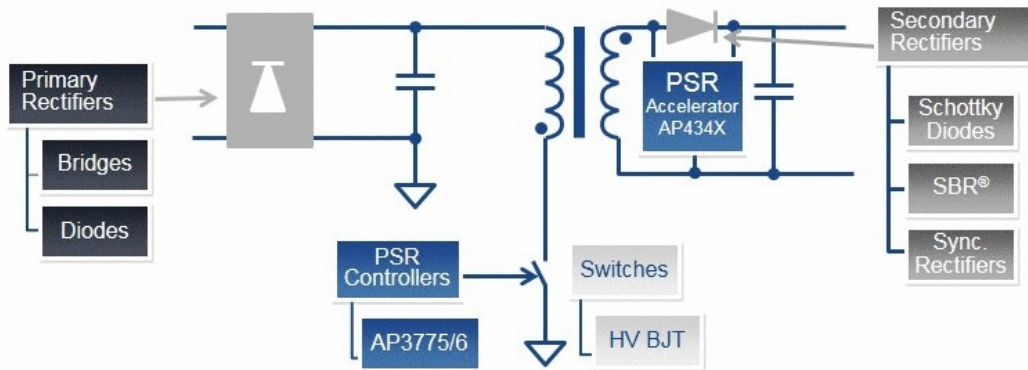 Primary
Rectifiers
Bridges
Diodes
PSR
Accelerator
AP434X
Secondary
Rectifiers
Schottky
Diodes
SBR®
Sync.
Rectifiers
PSR
Controllers
AP3775/6
Switches
HV BJT